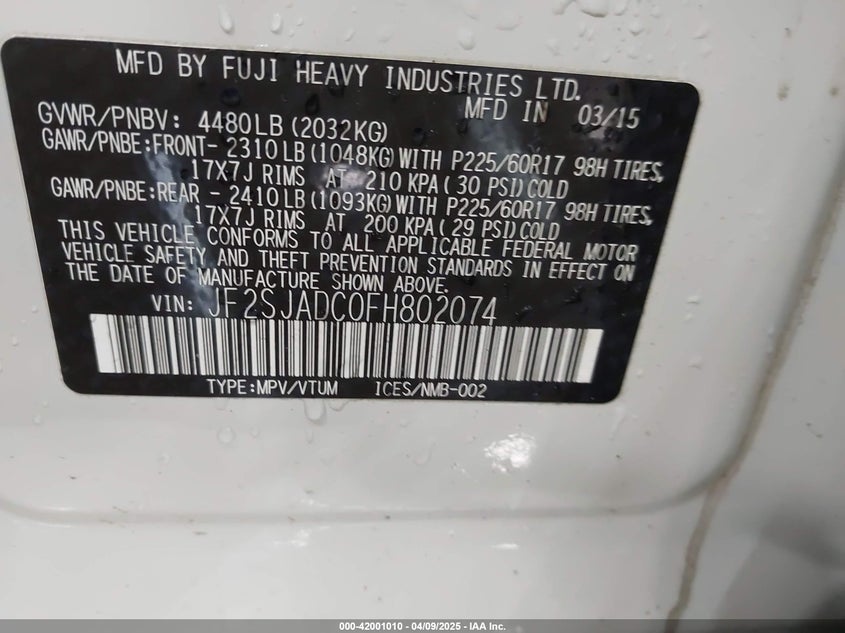 MFD BY FUJI HEAVY INDUSTRIES LTD.
MFD IN 03/15
GVWR/PNBV: 4480LB (2032KG)
GAWR/PNBE:FRONT- 2310LB (1048KG) WITH P225/60R17 98H TIRES,
17X7J RIMS AT 210 KPA ( 30 PSI) COLD
GAWR/PNBE:REAR - 2410LB (1093KG) WITH P225/60R17 98H TIRES,
17X7J RIMS AT 200 KPA ( 29 PSI) COLD
THIS VEHICLE CONFORMS TO ALL APPLICABLE FEDERAL MOTOR
VEHICLE SAFETY AND THEFT PREVENTION STANDARDS IN EFFECT ON
THE DATE OF MANUFACTURE SHOWN ABOVE.
VIN: JF2SJADC0FH802074
TYPE:MPV/VTUM ICES/NMB-002
000-42001010 - 04/09/2025 - IAA Inc.